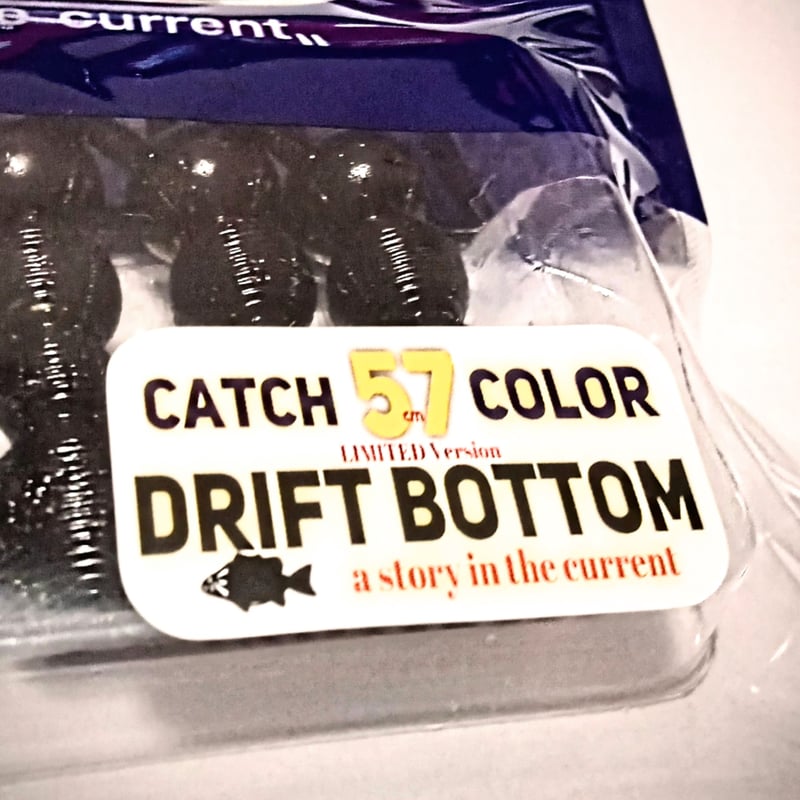 current„
CATCH 57cm COLOR
LIMITED Version
DRIFT BOTTOM
a story in the current